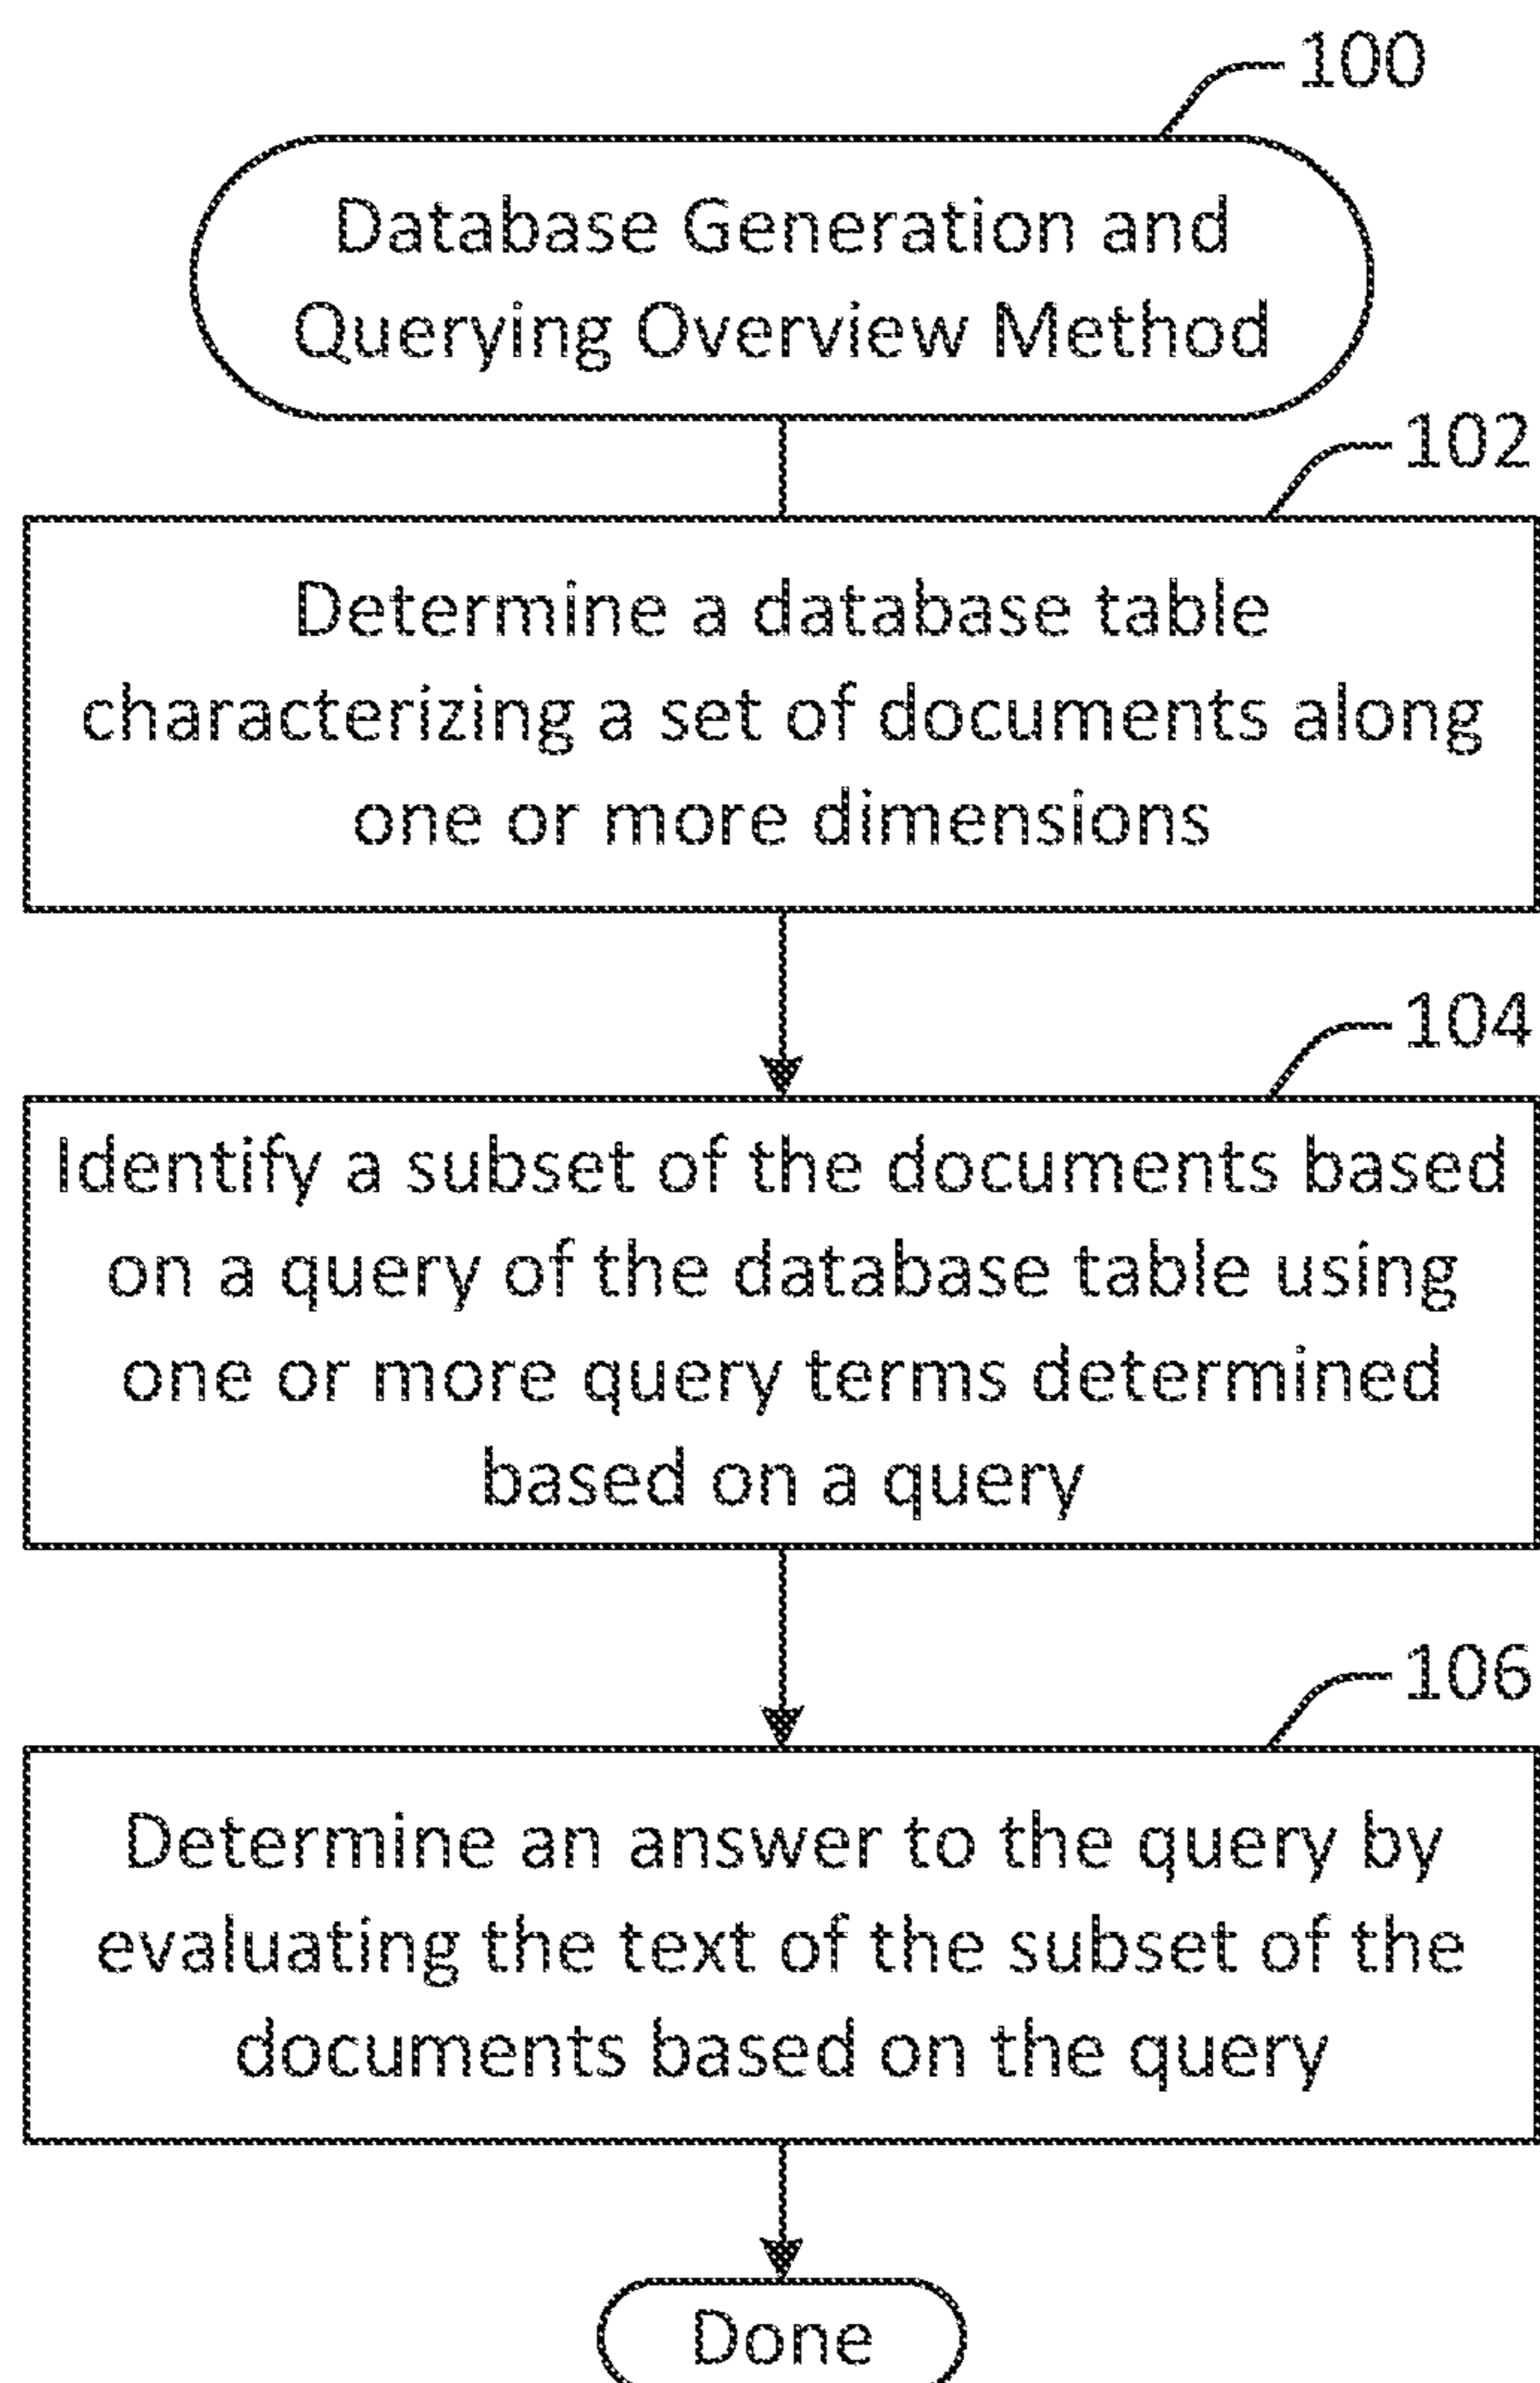 100
Database Generation and
Querying Overview Method
102
Determine a database table
characterizing a set of documents along
one or more dimensions
104
Identify a subset of the documents based
on a query of the database table using
one or more query terms determined
based on a query
106
Determine an answer to the query by
evaluating the text of the subset of the
documents based on the query
Done